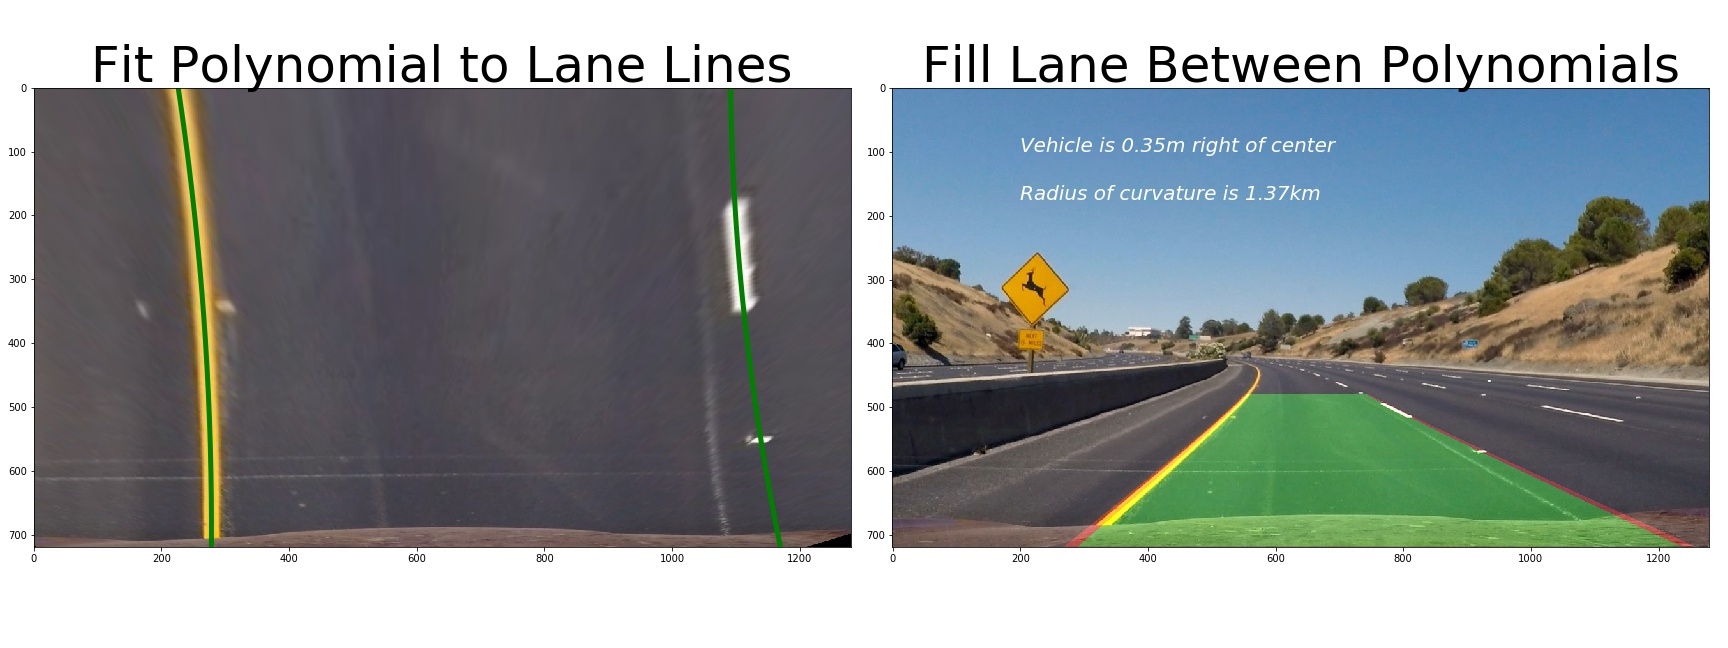 Fit Polynomial to Lane Lines
0
100
200
300
400
500
600
700
0 200 400 600 800 1000 1200
Fill Lane Between Polynomials
0
100
200
300
400
500
600
700
0 200 400 600 800 1000 1200
Vehicle is 0.35m right of center
Radius of curvature is 1.37km
NEXT